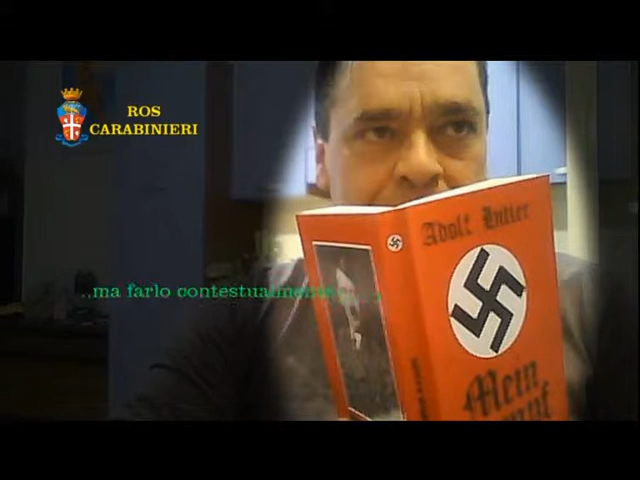 ROS
CARABINIERI
Adolf Hitler
..ma farlo contestualmente
Mein